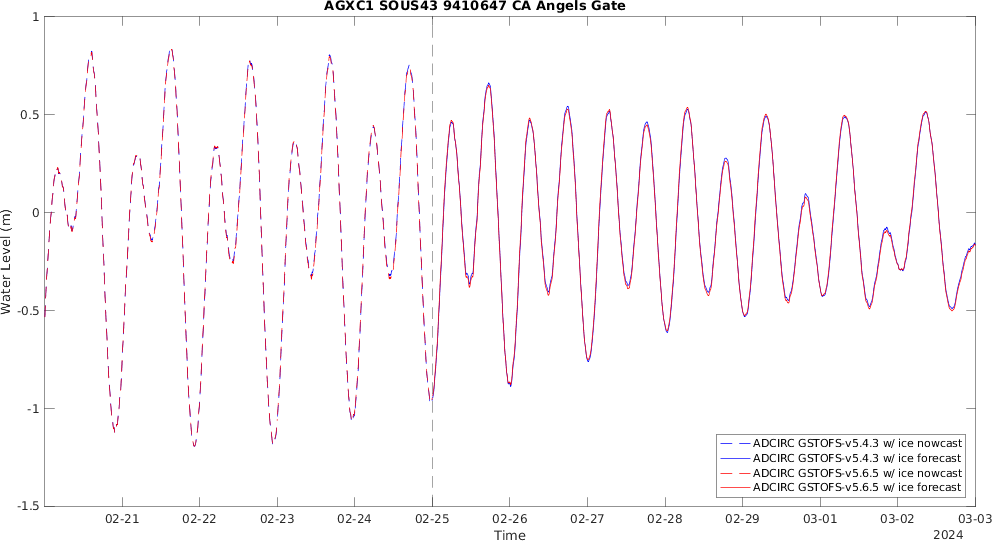 AGXC1 SOUS43 9410647 CA Angels Gate
1
0.5
0
-0.5
-1
-1.5
Water Level (m)
ADCIRC GSTOFS-v5.4.3 w/ ice nowcast
ADCIRC GSTOFS-v5.4.3 w/ ice forecast
ADCIRC GSTOFS-v5.6.5 w/ ice nowcast
ADCIRC GSTOFS-v5.6.5 w/ ice forecast
02-21 02-22 02-23 02-24 02-25 02-26 02-27 02-28 02-29 03-01 03-02 03-03
Time
2024